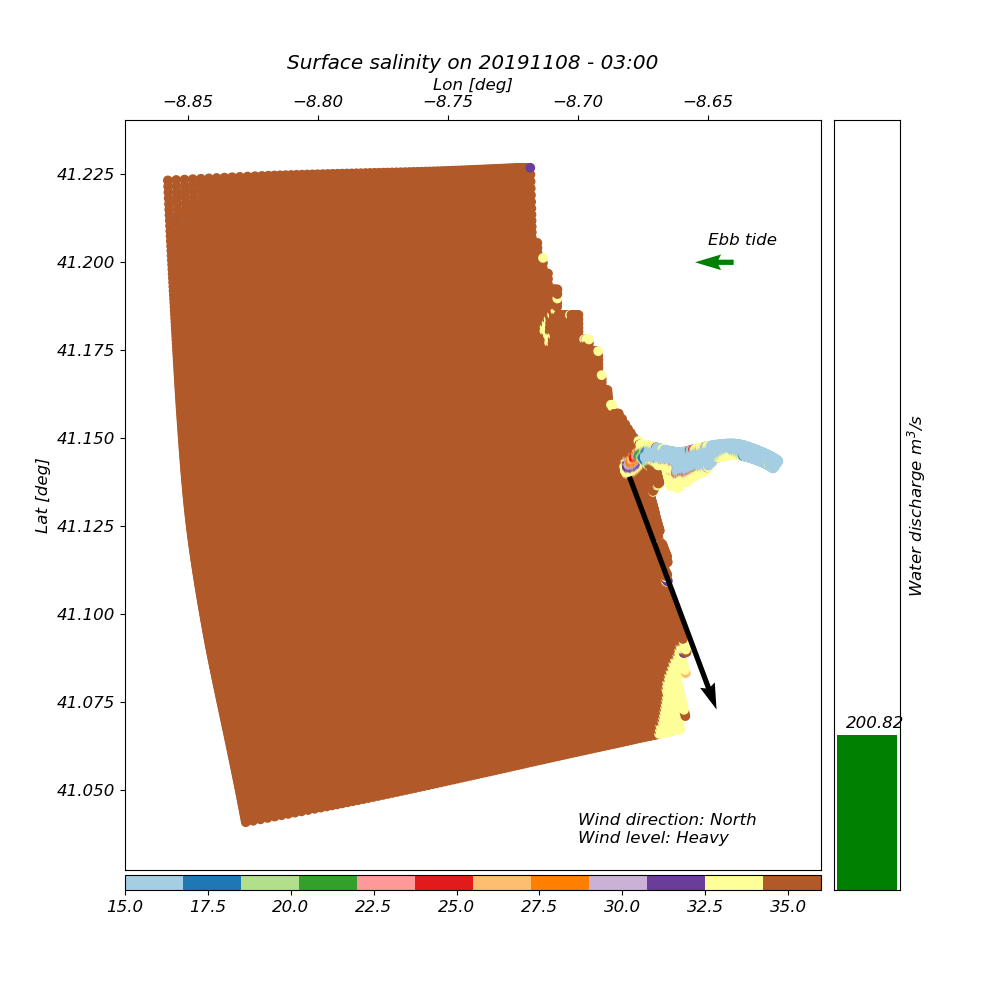 Surface salinity on 20191108 - 03:00
Lon [deg]
−8.85 −8.80 −8.75 −8.70 −8.65
41.225
41.200
41.175
41.150
41.125
41.100
41.075
41.050
Lat [deg]
Ebb tide
Wind direction: North
Wind level: Heavy
15.0 17.5 20.0 22.5 25.0 27.5 30.0 32.5 35.0
200.82
Water discharge m³/s